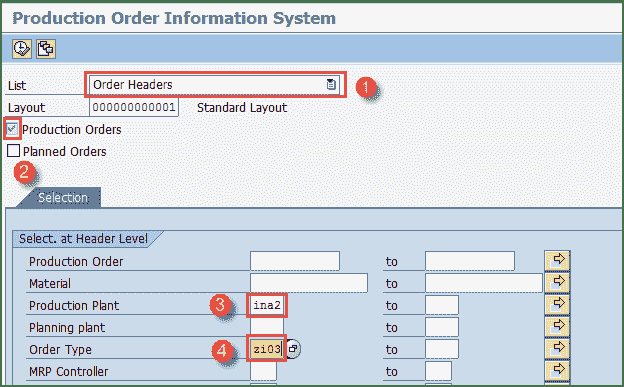 Production Order Information System
List Order Headers 1
Layout 000000000001 Standard Layout
Production Orders
Planned Orders
2
Selection
Select. at Header Level
Production Order to
Material to
Production Plant 3 ina2 to
Planning plant to
Order Type 4 zi03 to
MRP Controller to